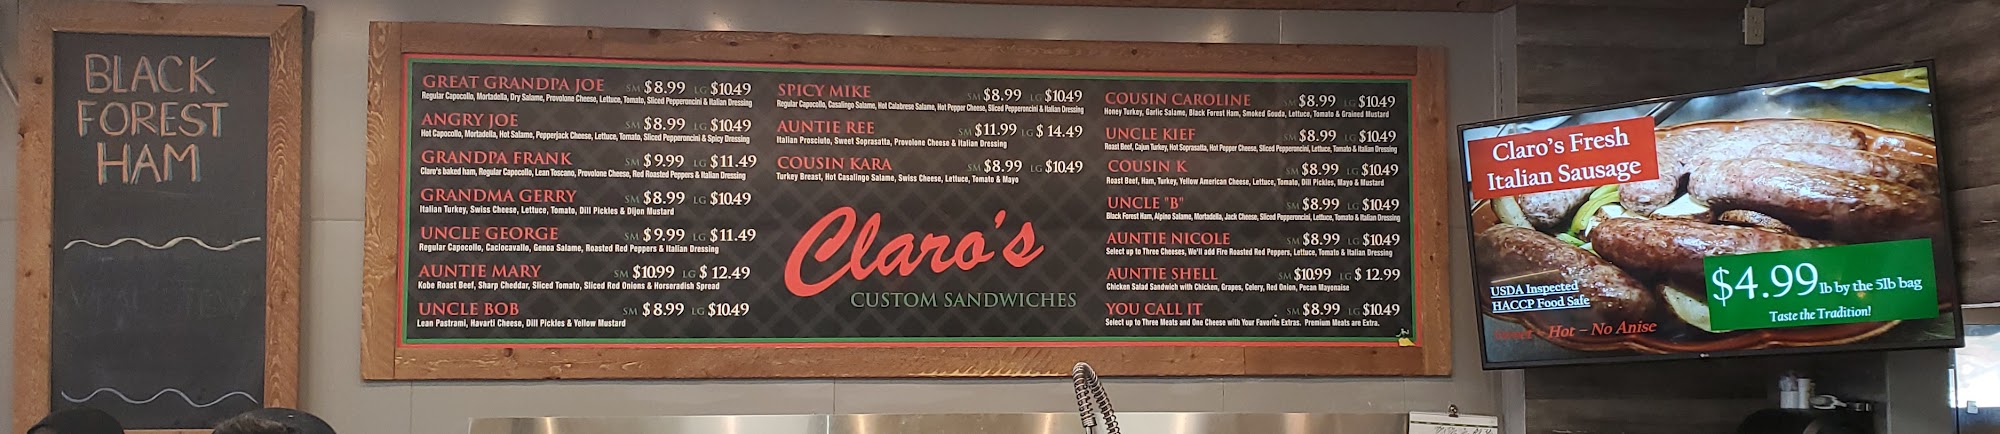 BLACK
FOREST
HAM
GREAT GRANDPA JOE SM $8.99 LG $10.49
Regular Capocollo, Mortadella, Dry Salame, Provolone Cheese, Lettuce, Tomato, Sliced Pepperoncini & Italian Dressing
ANGRY JOE SM $8.99 LG $10.49
Hot Capocollo, Mortadella, Hot Salame, Pepperjack Cheese, Lettuce, Tomato, Sliced Pepperoncini & Spicy Dressing
GRANDPA FRANK SM $9.99 LG $11.49
Claro's baked ham, Regular Capocollo, Lean Toscano, Provolone Cheese, Red Roasted Peppers & Italian Dressing
GRANDMA GERRY SM $8.99 LG $10.49
Italian Turkey, Swiss Cheese, Lettuce, Tomato, Dill Pickles & Dijon Mustard
UNCLE GEORGE SM $9.99 LG $11.49
Regular Capocollo, Caciocavallo, Genoa Salame, Roasted Red Peppers & Italian Dressing
AUNTIE MARY SM $10.99 LG $12.49
Kobe Roast Beef, Sharp Cheddar, Sliced Tomato, Sliced Red Onions & Horseradish Spread
UNCLE BOB SM $8.99 LG $10.49
Lean Pastrami, Havarti Cheese, Dill Pickles & Yellow Mustard
SPICY MIKE SM $8.99 LG $10.49
Regular Capocollo, Casalingo Salame, Hot Calabrese Salame, Hot Pepper Cheese, Sliced Pepperoncini & Italian Dressing
AUNTIE REE SM $11.99 LG $14.49
Italian Prosciuto, Sweet Soprasatta, Provolone Cheese & Italian Dressing
COUSIN KARA SM $8.99 LG $10.49
Turkey Breast, Hot Casalingo Salame, Swiss Cheese, Lettuce, Tomato & Mayo
Claro's
CUSTOM SANDWICHES
COUSIN CAROLINE SM $8.99 LG $10.49
Honey Turkey, Garlic Salame, Black Forest Ham, Smoked Gouda, Lettuce, Tomato & Grained Mustard
UNCLE KIEF SM $8.99 LG $10.49
Roast Beef, Cajun Turkey, Hot Soprasatta, Hot Pepper Cheese, Sliced Pepperoncini, Lettuce, Tomato & Italian Dressing
COUSIN K SM $8.99 LG $10.49
Roast Beef, Ham, Turkey, Yellow American Cheese, Lettuce, Tomato, Dill Pickles, Mayo & Mustard
UNCLE "B" SM $8.99 LG $10.49
Black Forest Ham, Alpino Salame, Mortadella, Jack Cheese, Sliced Pepperoncini, Lettuce, Tomato & Italian Dressing
AUNTIE NICOLE SM $8.99 LG $10.49
Select up to Three Cheeses, We'll add Fire Roasted Red Peppers, Lettuce, Tomato & Italian Dressing
AUNTIE SHELL SM $10.99 LG $12.99
Chicken Salad Sandwich with Chicken, Grapes, Celery, Red Onion, Pecan Mayonaise
YOU CALL IT SM $8.99 LG $10.49
Select up to Three Meats and One Cheese with Your Favorite Extras. Premium Meats are Extra.
Claro's Fresh
Italian Sausage
$4.99 lb by the 5lb bag
Taste the Tradition!
USDA Inspected
HACCP Food Safe
Sweet - Hot - No Anise
LG